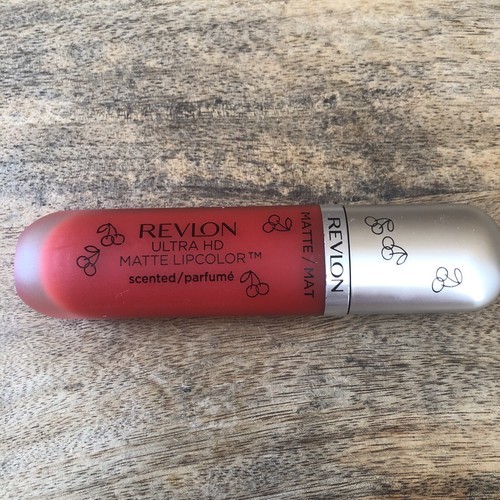 REVLON
ULTRA HD
MATTE LIPCOLOR™
scented/parfumé
MATTE / MAT
REVLON